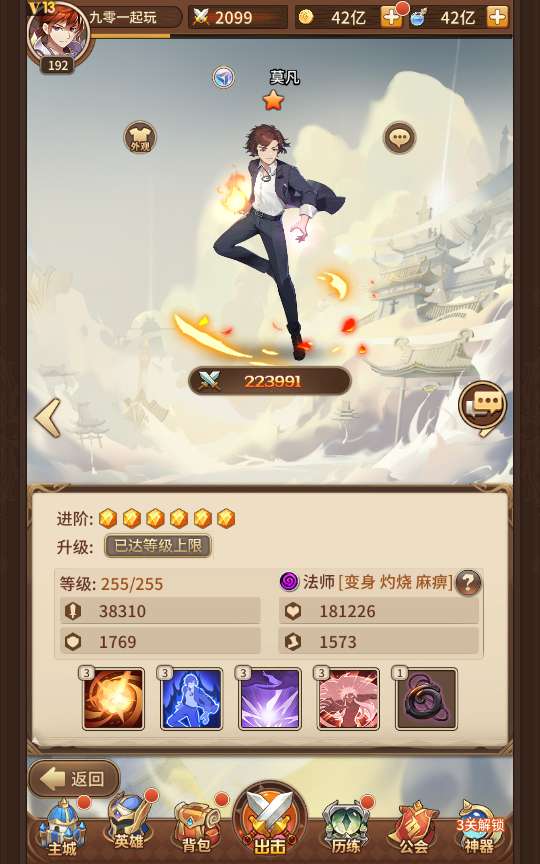 V13
九零一起玩
2099
42亿
42亿
192
莫凡
外观
223991
进阶:
升级: 已达等级上限
等级: 255/255
法师 [变身 灼烧 麻痹] ?
38310
181226
1769
1573
3 3 3 3 1
返回
3关解锁
主城 英雄 背包 出击 历练 公会 神器